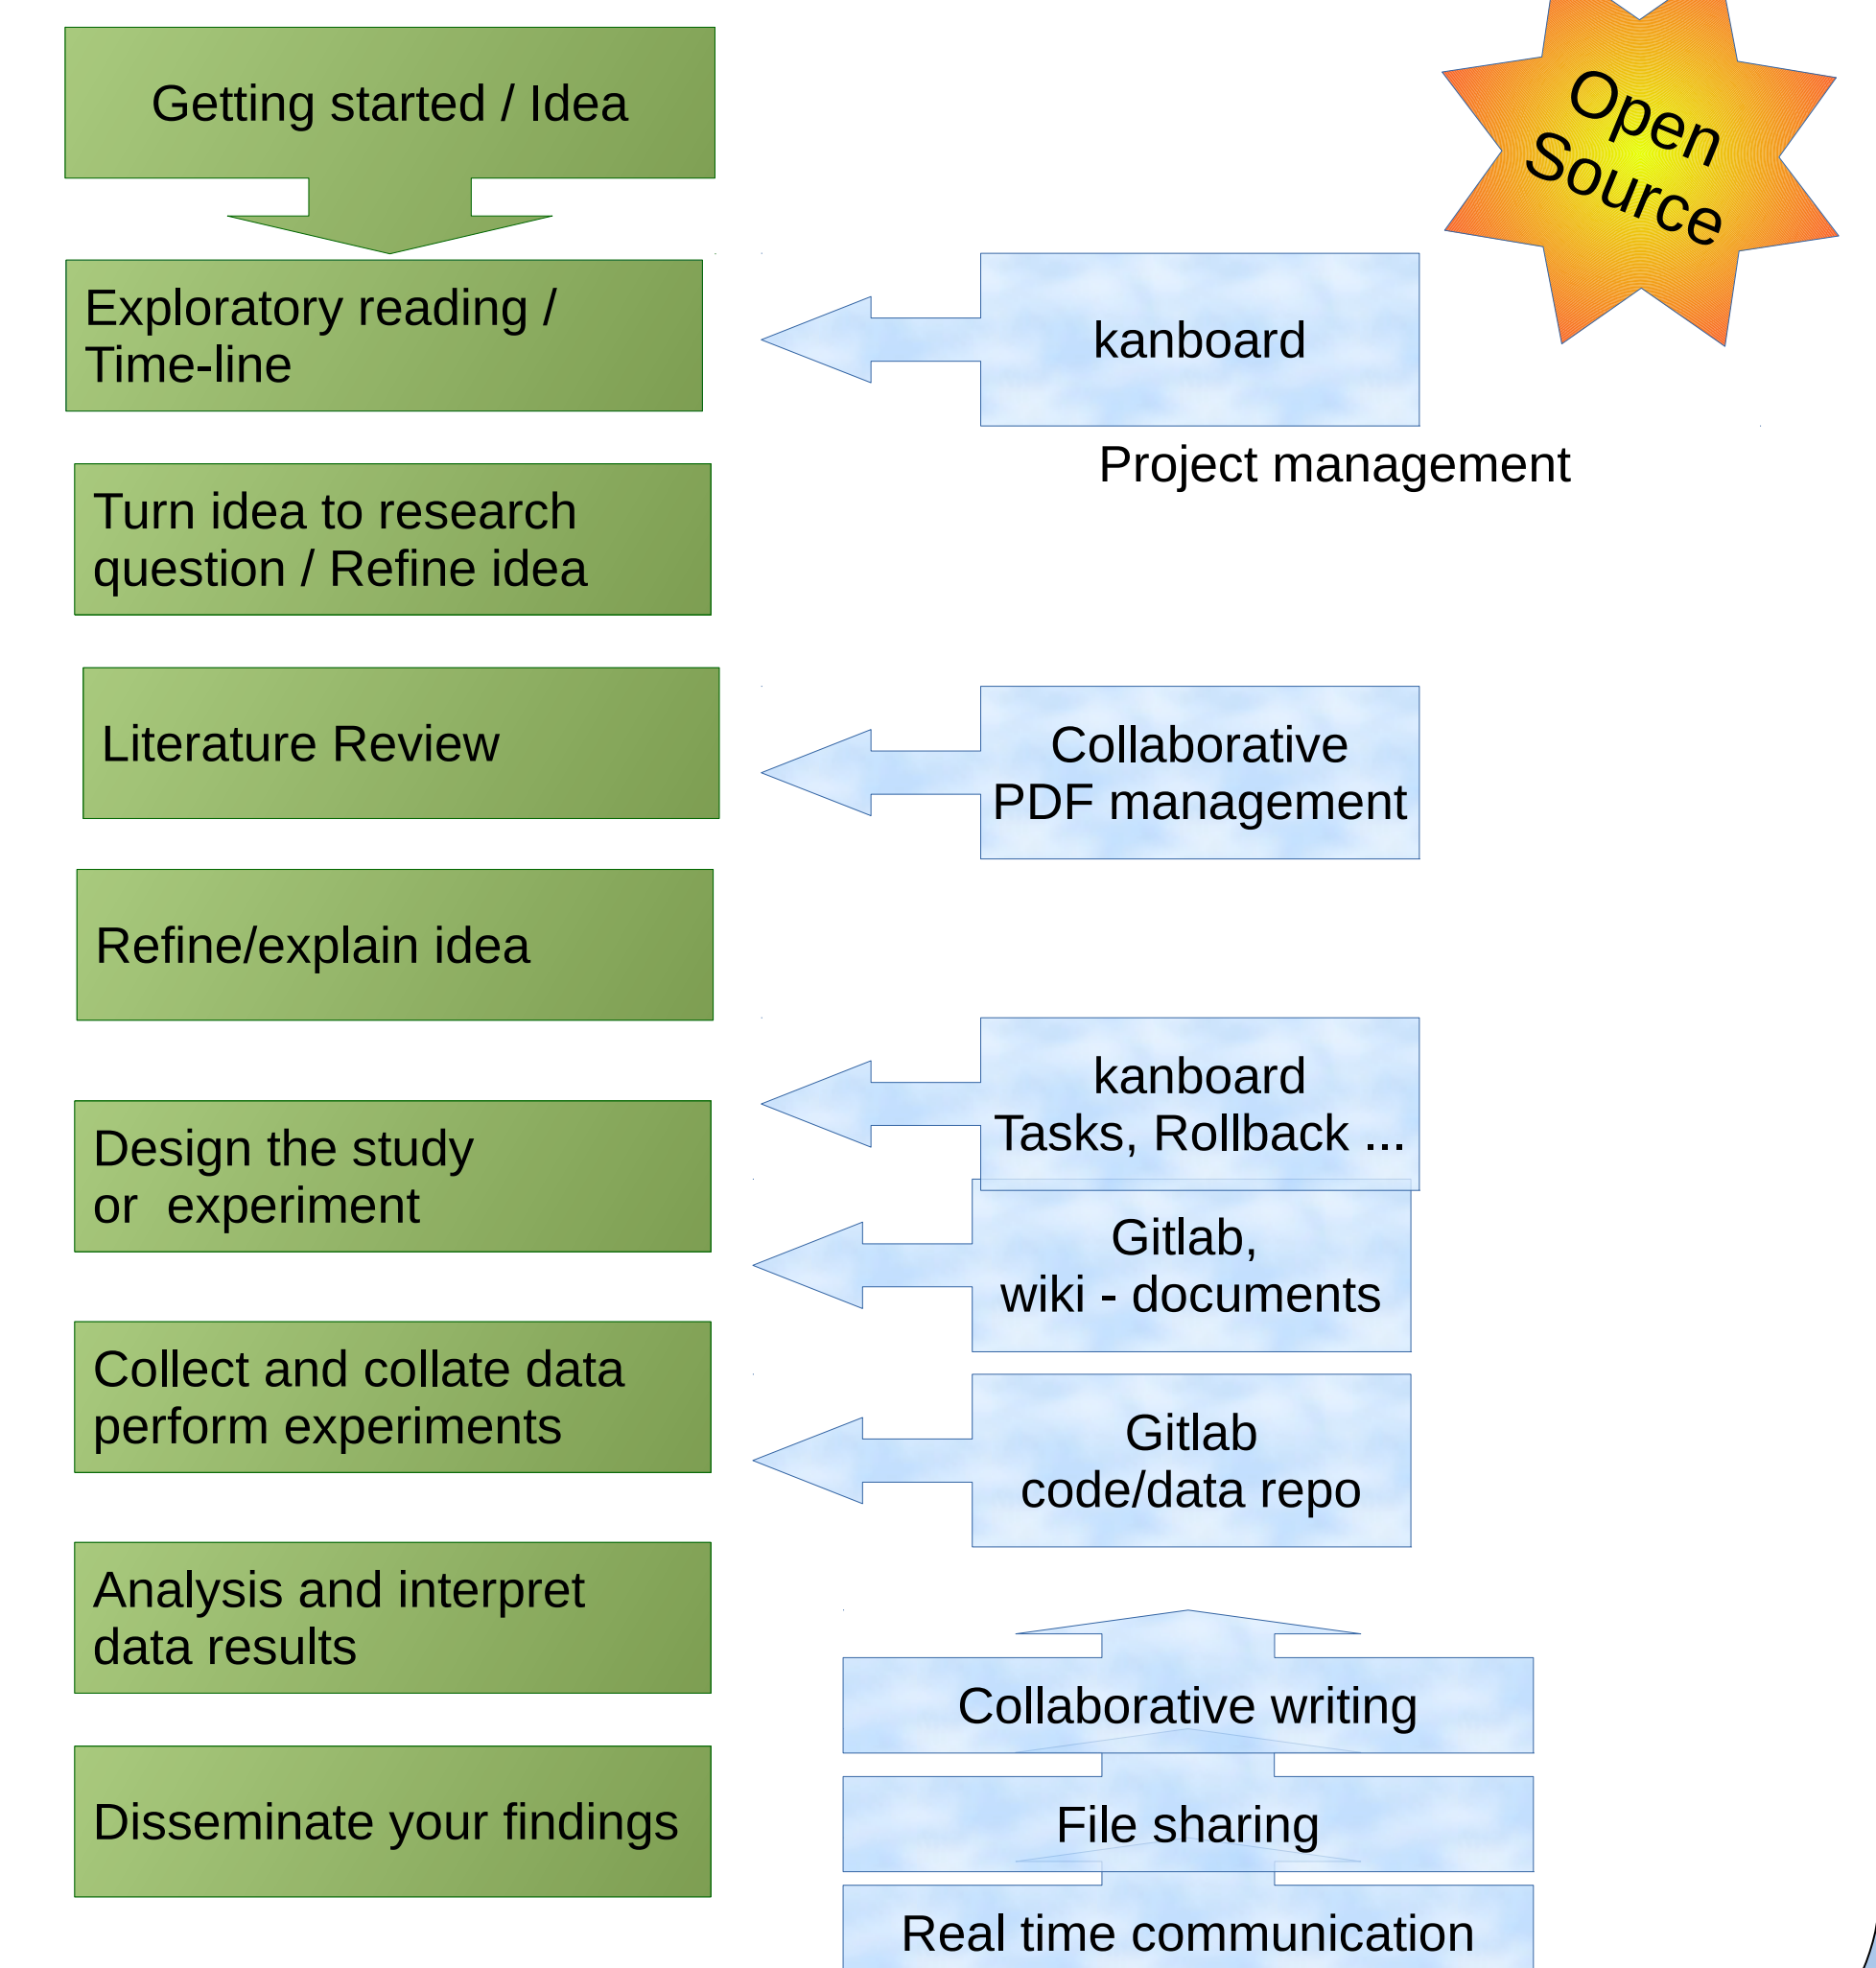 Getting started / Idea
Open
Source
Exploratory reading /
Time-line
kanboard
Project management
Turn idea to research
question / Refine idea
Literature Review
Collaborative
PDF management
Refine/explain idea
kanboard
Tasks, Rollback ...
Design the study
or  experiment
Gitlab,
wiki - documents
Collect and collate data
perform experiments
Gitlab
code/data repo
Analysis and interpret
data results
Collaborative writing
Disseminate your findings
File sharing
Real time communication